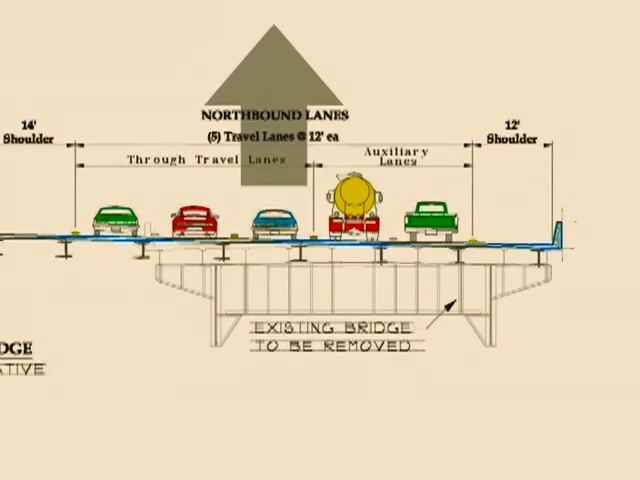 NORTHBOUND LANES
14'
Shoulder
(5) Travel Lanes @ 12' ea
12'
Shoulder
Through Travel Lanes
Auxiliary
Lanes
EXISTING BRIDGE
TO BE REMOVED
DGE
ATIVE